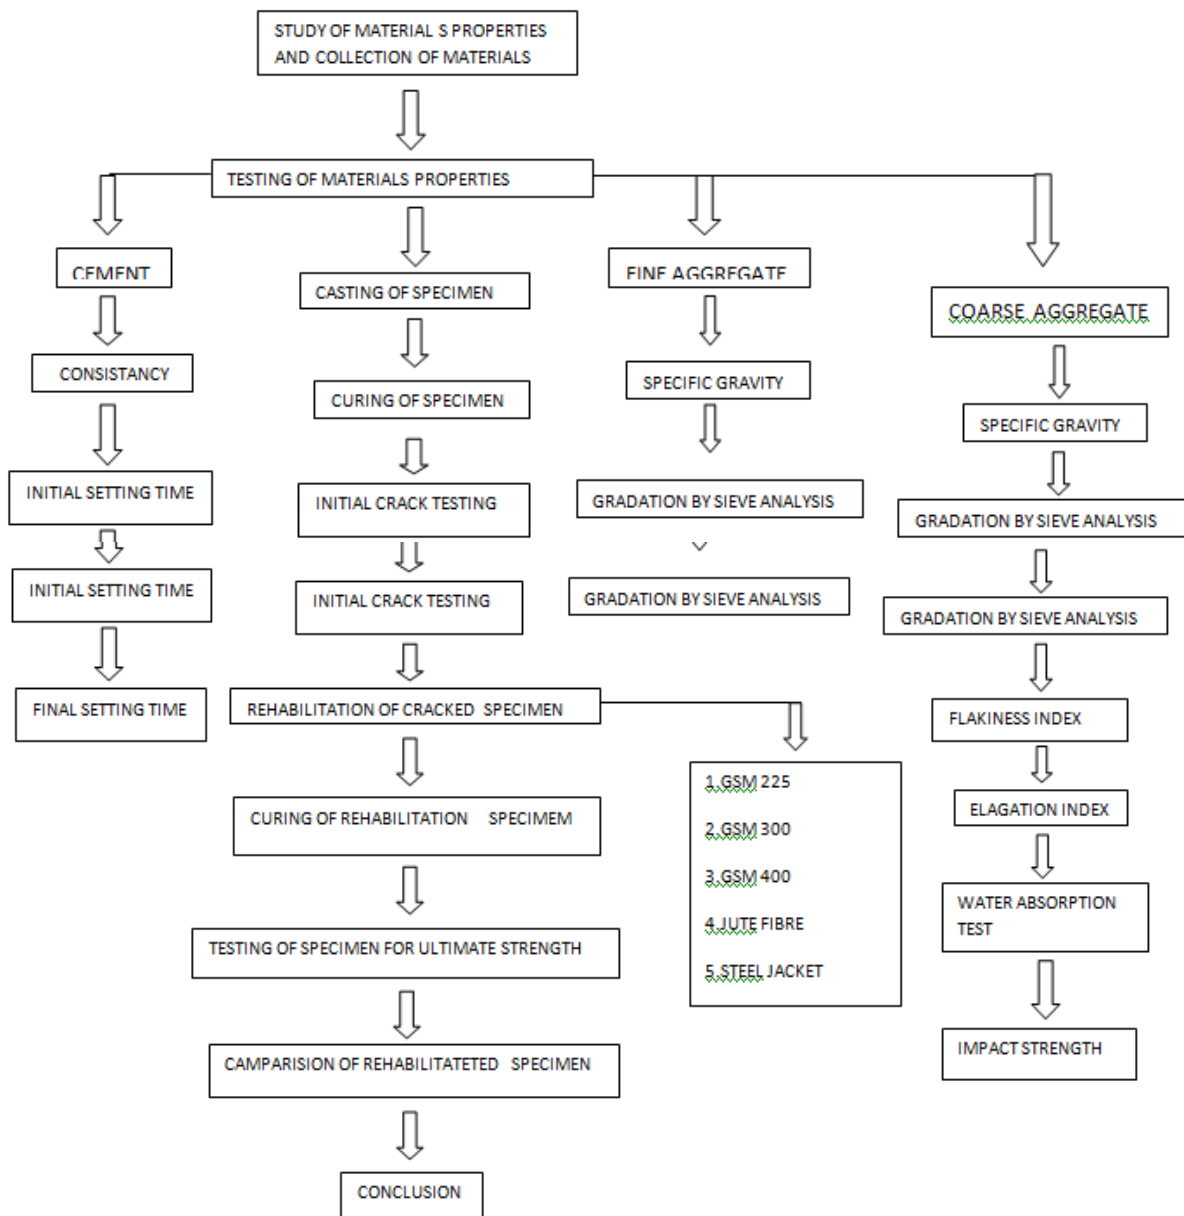 STUDY OF MATERIAL S PROPERTIES
AND COLLECTION OF MATERIALS
TESTING OF MATERIALS PROPERTIES
CEMENT
CONSISTANCY
INITIAL SETTING TIME
INITIAL SETTING TIME
FINAL SETTING TIME
CASTING OF SPECIMEN
CURING OF SPECIMEN
INITIAL CRACK TESTING
INITIAL CRACK TESTING
REHABILITATION OF CRACKED SPECIMEN
CURING OF REHABILITATION SPECIMEM
TESTING OF SPECIMEN FOR ULTIMATE STRENGTH
CAMPARISION OF REHABILITATETED SPECIMEN
CONCLUSION
1.GSM 225
2.GSM 300
3.GSM 400
4.JUTE FIBRE
5.STEEL JACKET
FINE AGGREGATE
SPECIFIC GRAVITY
GRADATION BY SIEVE ANALYSIS
GRADATION BY SIEVE ANALYSIS
COARSE AGGREGATE
SPECIFIC GRAVITY
GRADATION BY SIEVE ANALYSIS
GRADATION BY SIEVE ANALYSIS
FLAKINESS INDEX
ELAGATION INDEX
WATER ABSORPTION
TEST
IMPACT STRENGTH